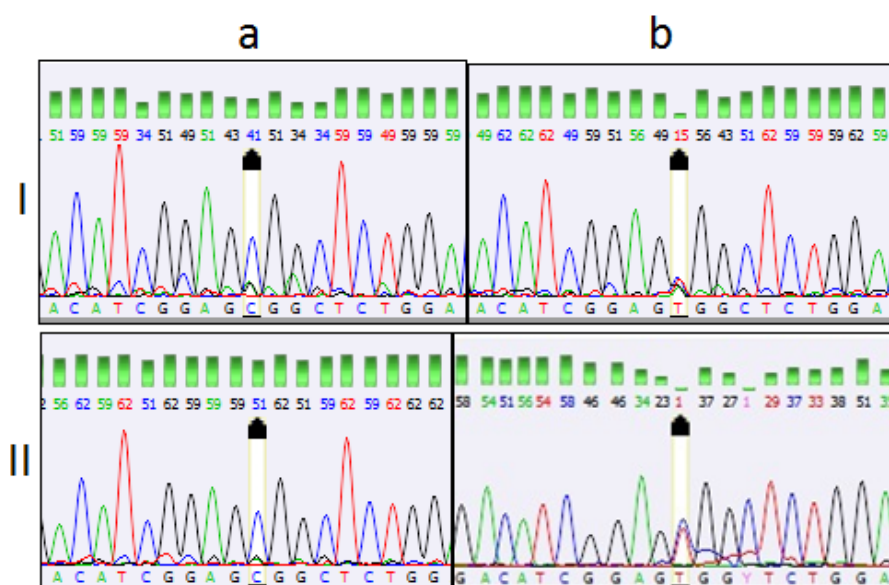 a b
I
51 59 59 59 34 51 49 51 43 41 51 34 34 59 59 49 59 59 59
A C A T C G G A G C G G C T C T G G A
49 62 62 62 49 59 51 56 49 15 56 43 51 62 59 59 59 62 59
A C A T C G G A G T G G C T C T G G A
II
56 62 59 62 51 62 59 59 59 51 62 51 59 62 59 62 62 62
A C A T C G G A G C G G C T C T G G
58 54 51 56 54 58 46 46 34 23 1 37 27 1 29 37 33 38 51
G A C A T C G G A G T G G Y T C T G G